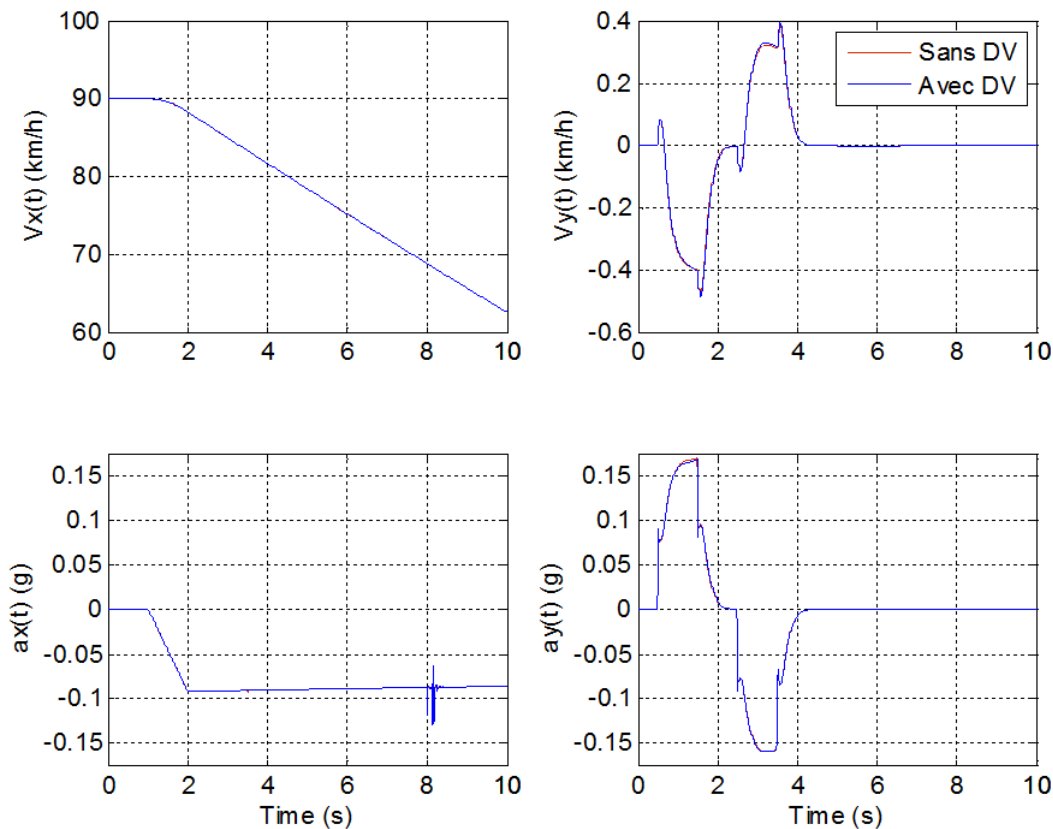 100
90
80
70
60
Vx(t) (km/h)
0 2 4 6 8 10
0.4
0.2
0
-0.2
-0.4
-0.6
Vy(t) (km/h)
Sans DV
Avec DV
0 2 4 6 8 10
0.15
0.1
0.05
0
-0.05
-0.1
-0.15
ax(t) (g)
0 2 4 6 8 10
Time (s)
0.15
0.1
0.05
0
-0.05
-0.1
-0.15
ay(t) (g)
0 2 4 6 8 10
Time (s)